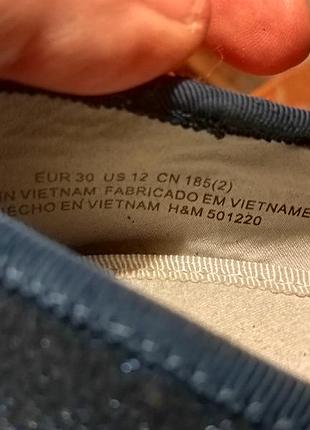 EUR 30 US 12 CN 185(2)
IN VIETNAM FABRICADO EM VIETNAME
HECHO EN VIETNAM H&M 501220